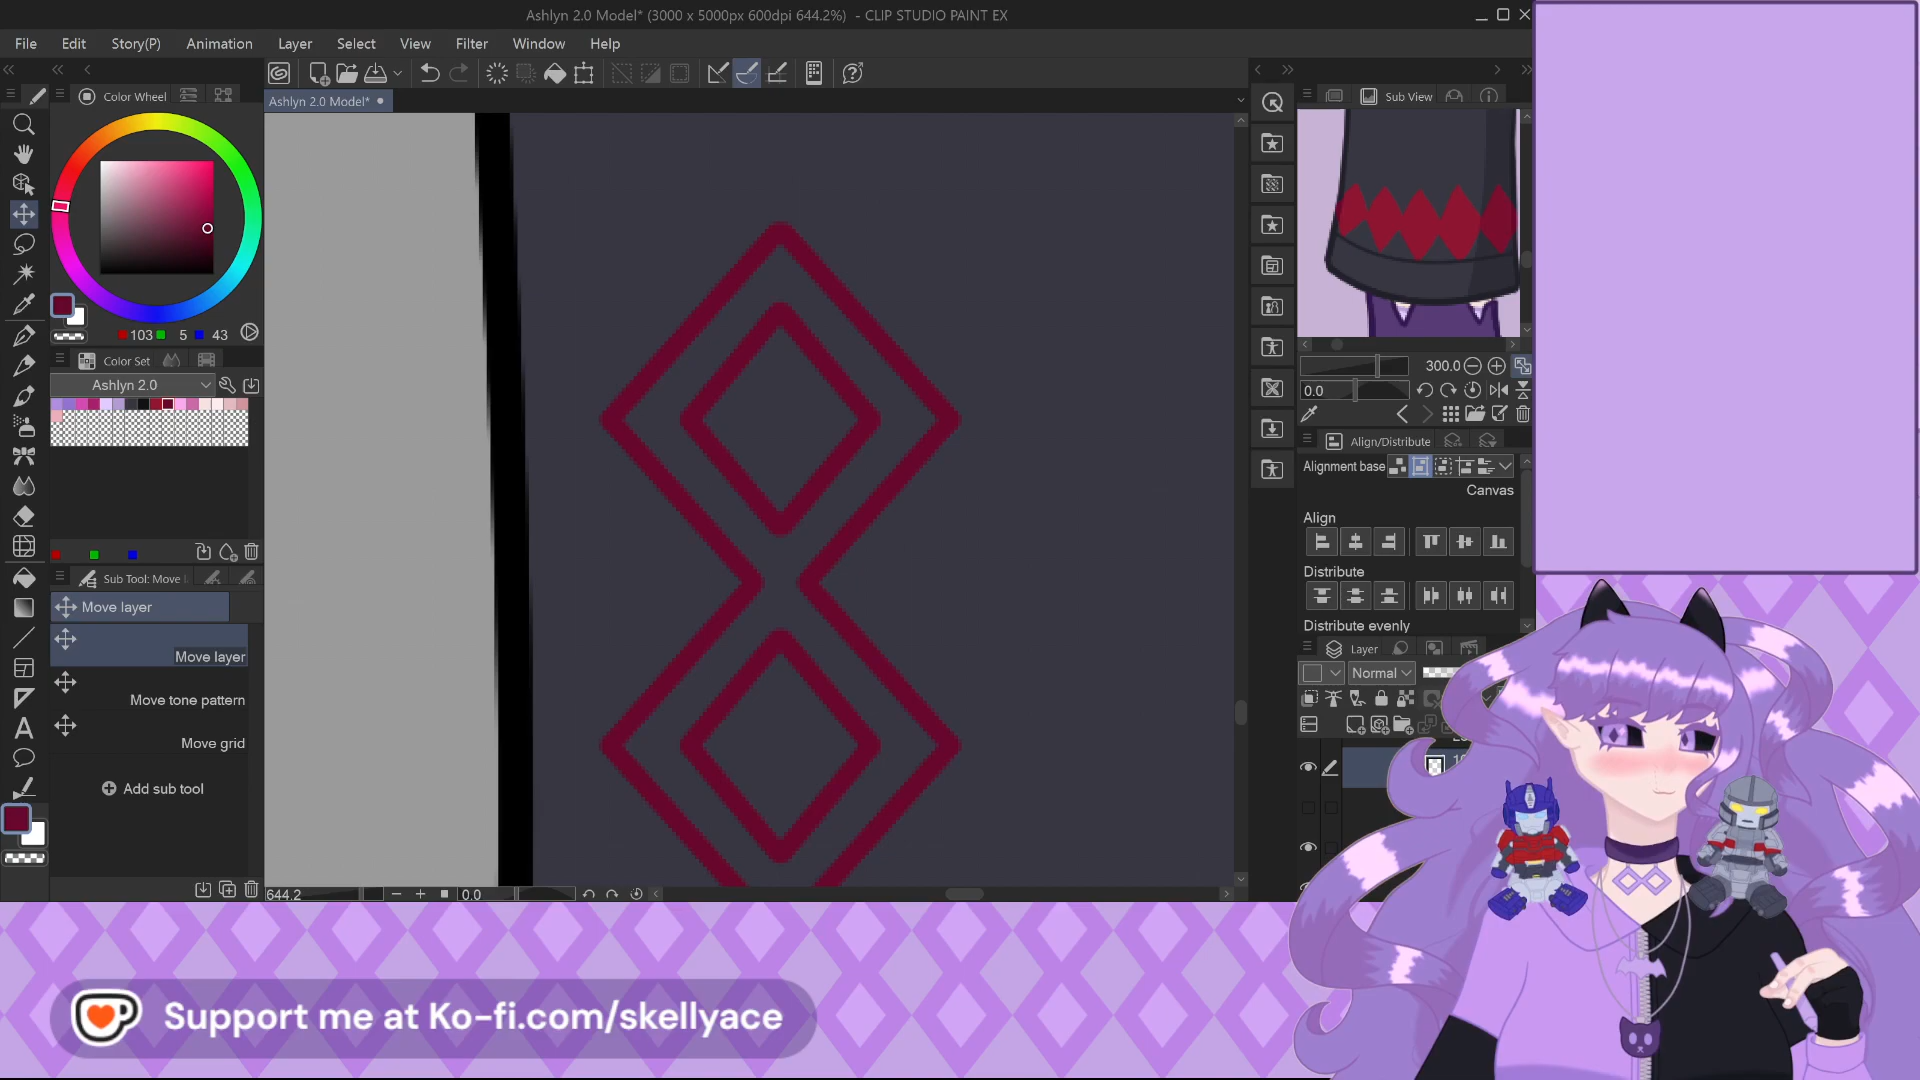 Ashlyn 2.0 Model* (3000 x 5000px 600dpi 644.2%) - CLIP STUDIO PAINT EX
File Edit Story(P) Animation Layer Select View Filter Window Help
Color Wheel
Ashlyn 2.0 Model*
Sub View
103 5 43
Color Set
Ashlyn 2.0
300.0
0.0
Align/Distribute
Alignment base
Canvas
Align
Distribute
Distribute evenly
Sub Tool: Move
Move layer
Move layer
Move tone pattern
Move grid
Add sub tool
Layer
Normal
644.2
0.0
Support me at Ko-fi.com/skellyace